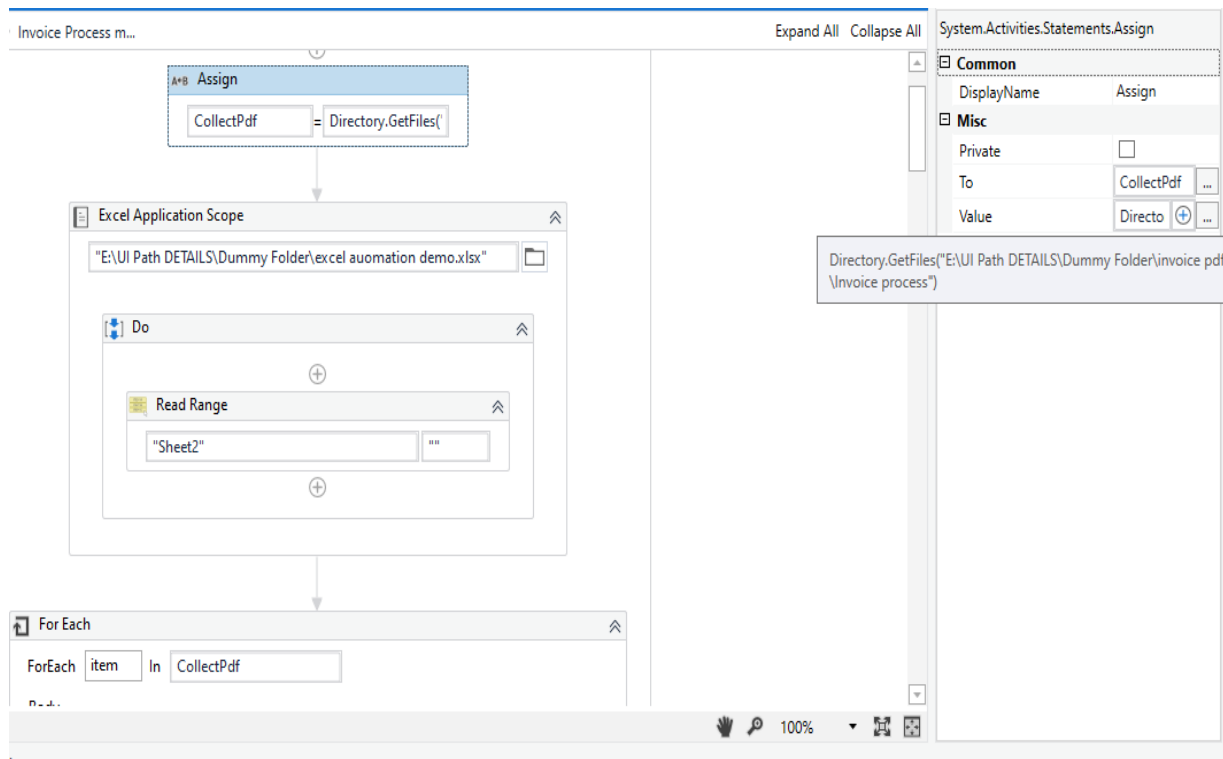 Invoice Process m...
Expand All Collapse All
System.Activities.Statements.Assign
Common
DisplayName Assign
Misc
Private
To CollectPdf ...
Value Directo ...
Directory.GetFiles("E:\UI Path DETAILS\Dummy Folder\invoice pdf
\Invoice process")
A*B Assign
CollectPdf = Directory.GetFiles('
Excel Application Scope
"E:\UI Path DETAILS\Dummy Folder\excel auomation demo.xlsx"
Do
Read Range
"Sheet2" ""
For Each
ForEach item In CollectPdf
Body
100%